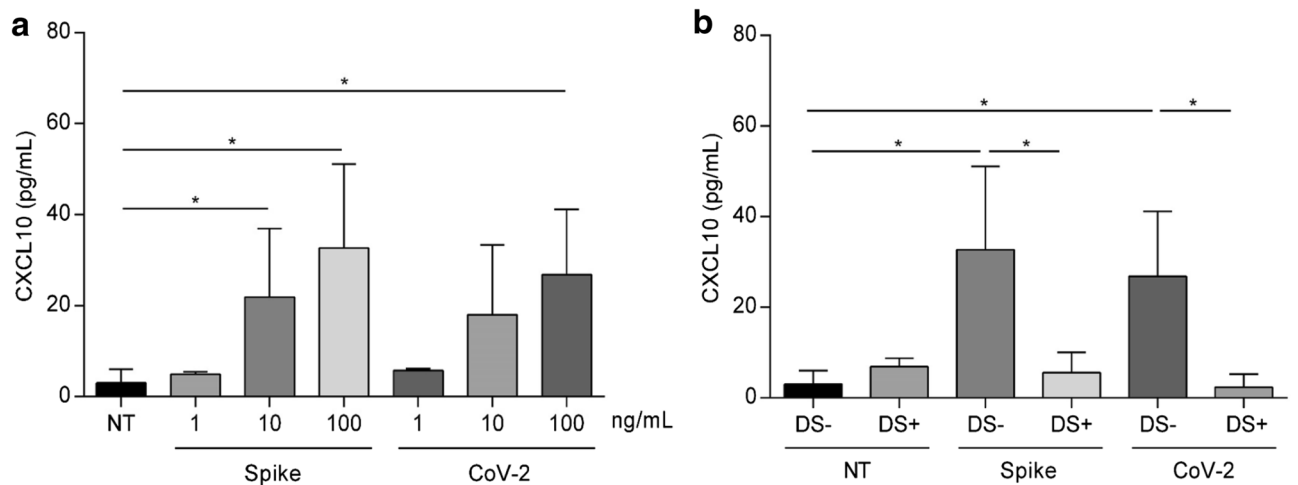 a
80
60
40
20
0
CXCL10 (pg/mL)
*
*
*
NT 1 10 100 1 10 100 ng/mL
Spike CoV-2
b
80
60
40
20
0
CXCL10 (pg/mL)
* *
* *
DS- DS+ DS- DS+ DS- DS+
NT Spike CoV-2